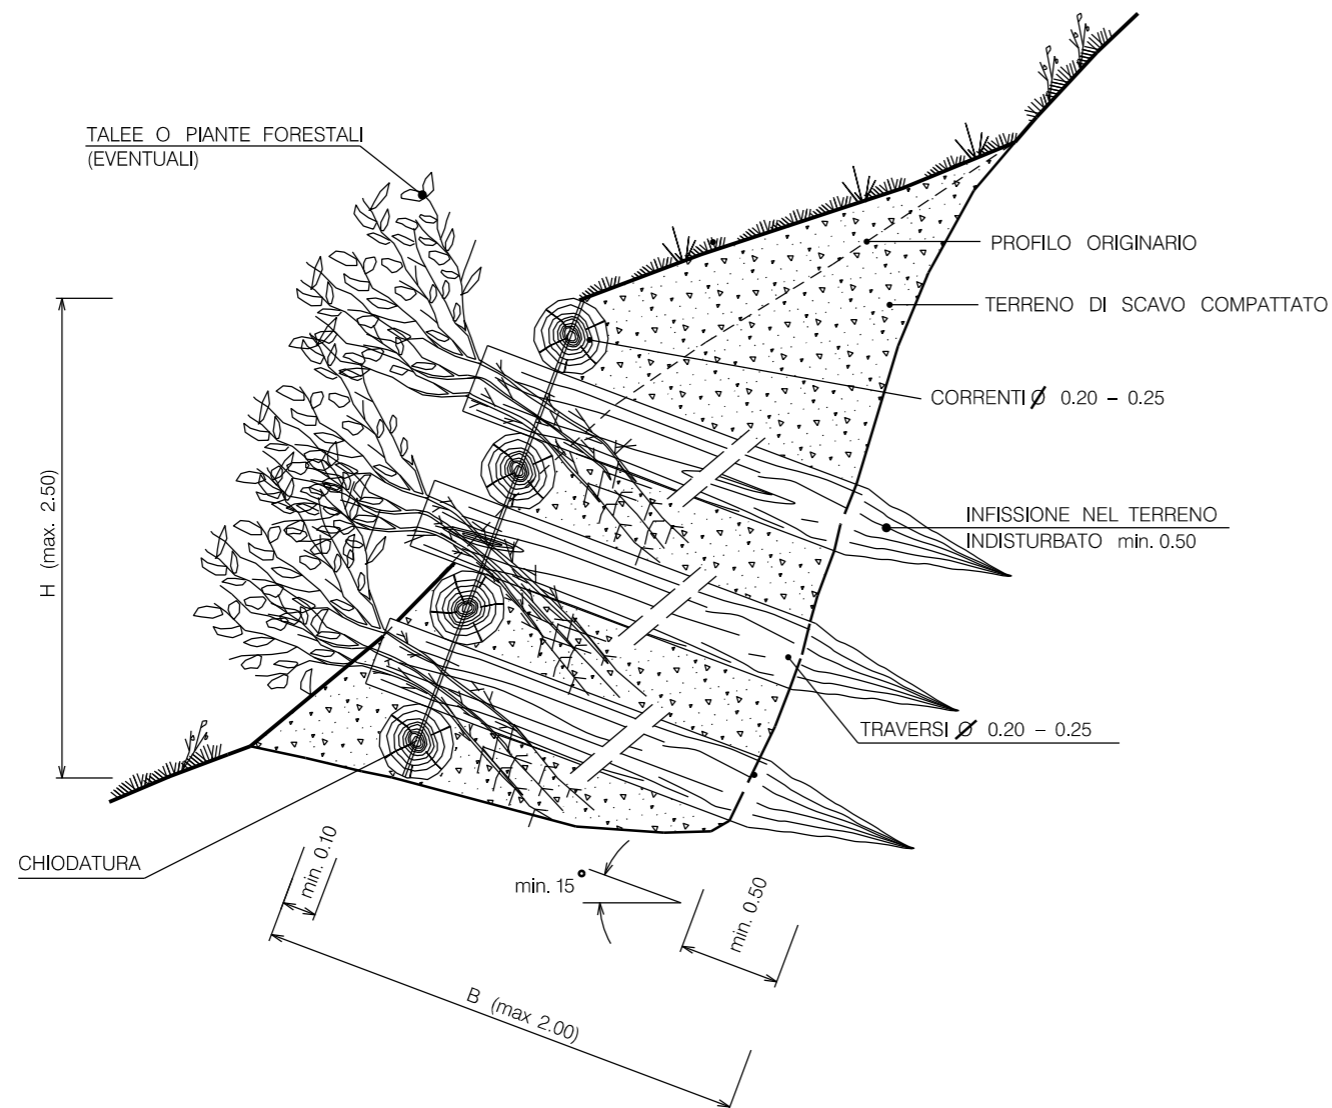 TALEE O PIANTE FORESTALI
(EVENTUALI)
PROFILO ORIGINARIO
TERRENO DI SCAVO COMPATTATO
CORRENTI Ø 0.20 - 0.25
H (max. 2.50)
INFISSIONE NEL TERRENO
INDISTURBATO min. 0.50
TRAVERSI Ø 0.20 - 0.25
CHIODATURA
min. 0.10
min. 15°
min. 0.50
B (max 2.00)